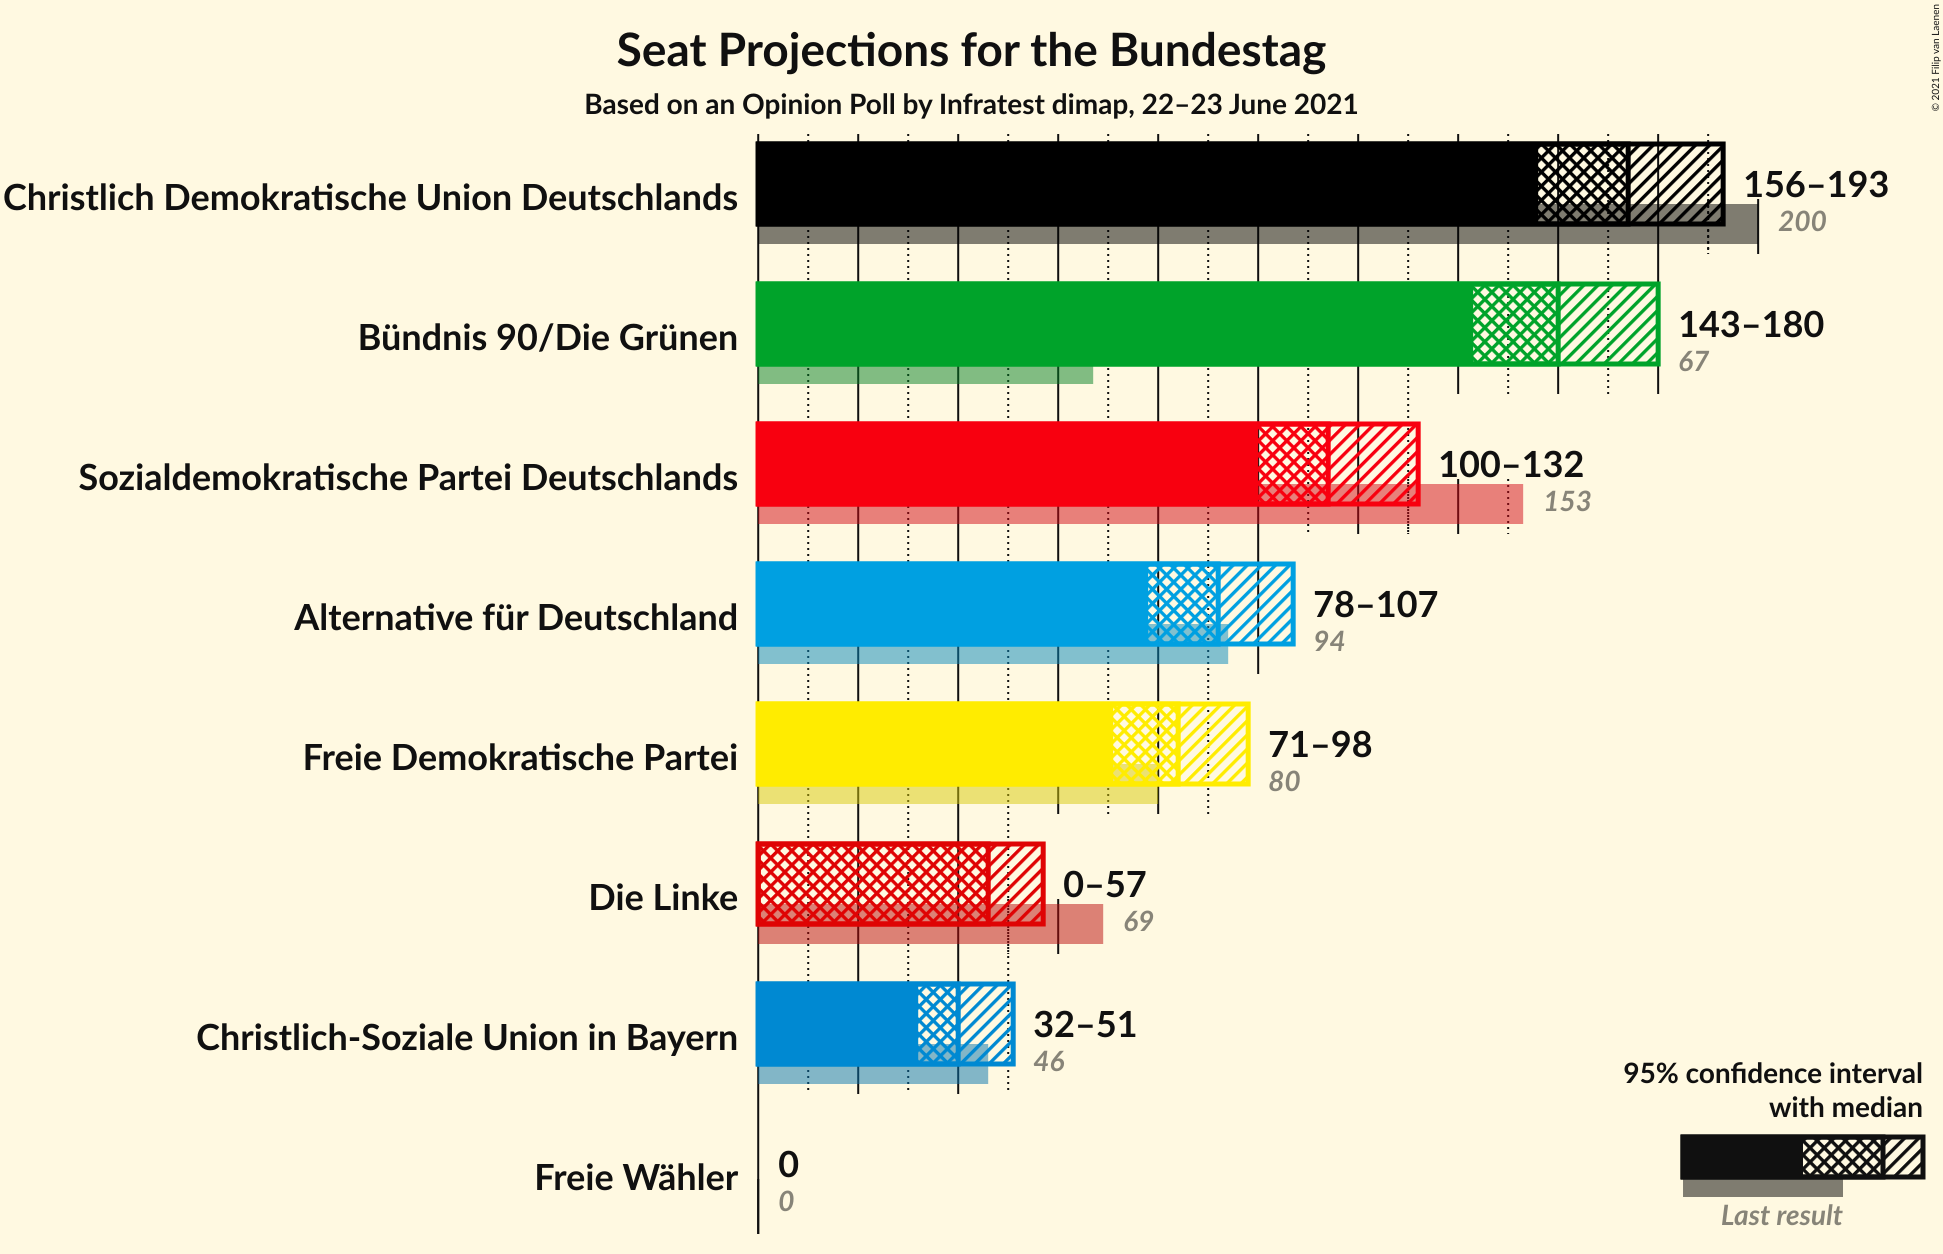 Seat Projections for the Bundestag
Based on an Opinion Poll by Infratest dimap, 22–23 June 2021
© 2021 Filip van Laenen
Christlich Demokratische Union Deutschlands
156–193
200
Bündnis 90/Die Grünen
143–180
67
Sozialdemokratische Partei Deutschlands
100–132
153
Alternative für Deutschland
78–107
94
Freie Demokratische Partei
71–98
80
Die Linke
0–57
69
Christlich-Soziale Union in Bayern
32–51
46
Freie Wähler
0
0
95% confidence interval
with median
Last result